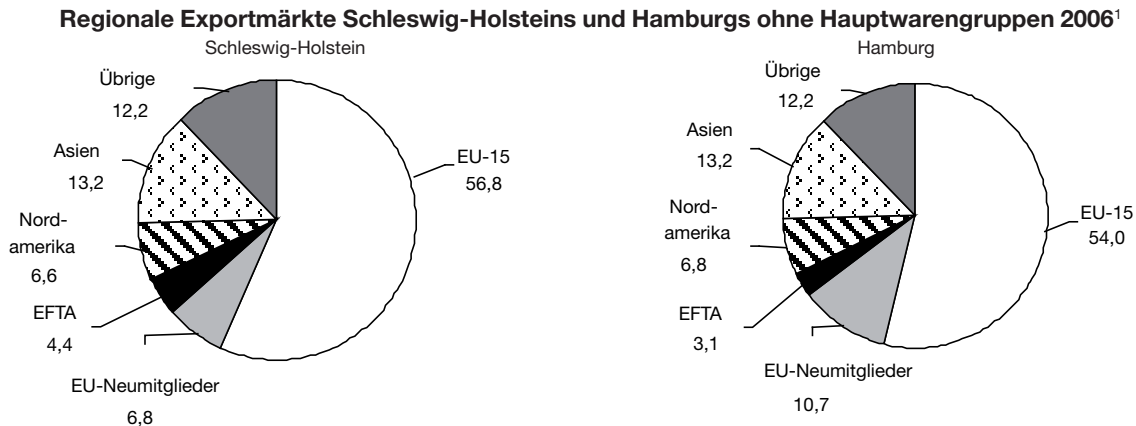 Regionale Exportmärkte Schleswig-Holsteins und Hamburgs ohne Hauptwarengruppen 2006¹
Schleswig-Holstein
Übrige
12,2
Asien
13,2
Nord-
amerika
6,6
EFTA
4,4
EU-Neumitglieder
6,8
EU-15
56,8
Hamburg
Übrige
12,2
Asien
13,2
Nord-
amerika
6,8
EFTA
3,1
EU-Neumitglieder
10,7
EU-15
54,0